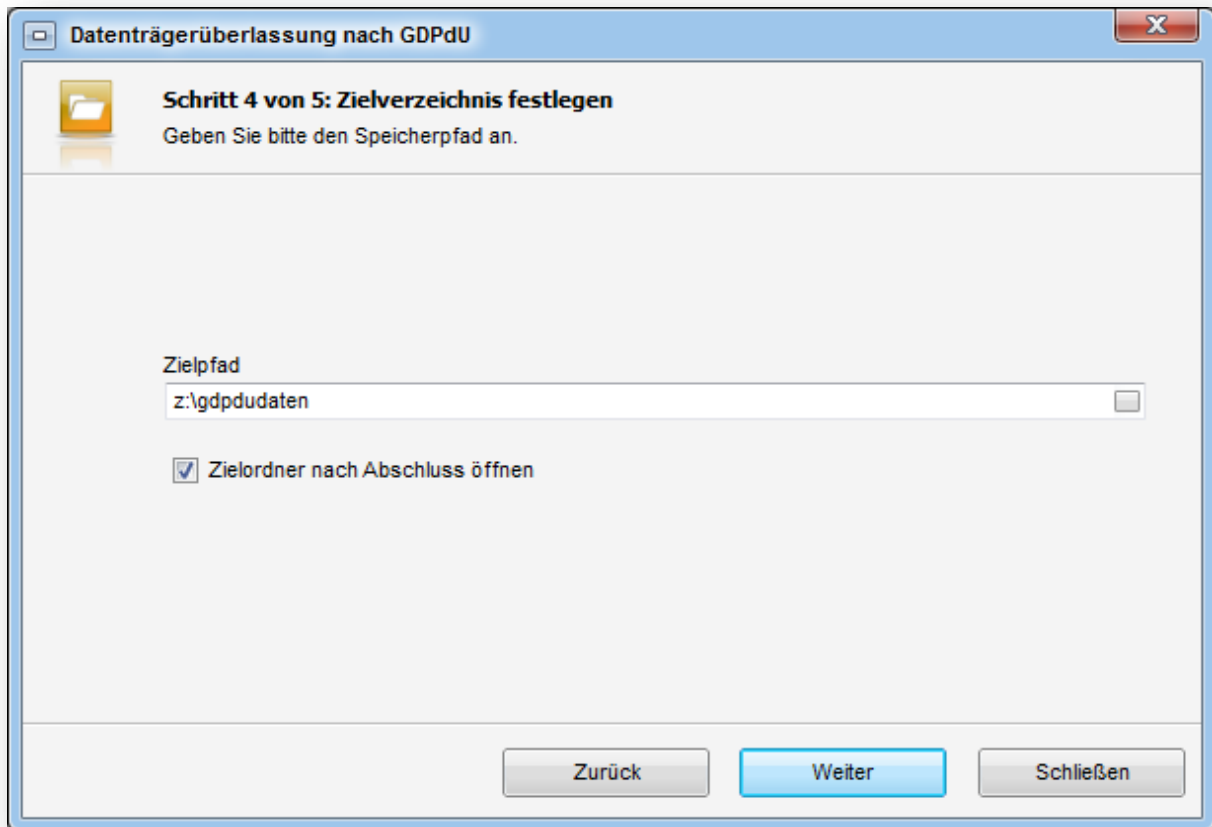 Datenträgerüberlassung nach GDPdU
Schritt 4 von 5: Zielverzeichnis festlegen
Geben Sie bitte den Speicherpfad an.
Zielpfad
z:\gdpdudaten
Zielordner nach Abschluss öffnen
Zurück Weiter Schließen